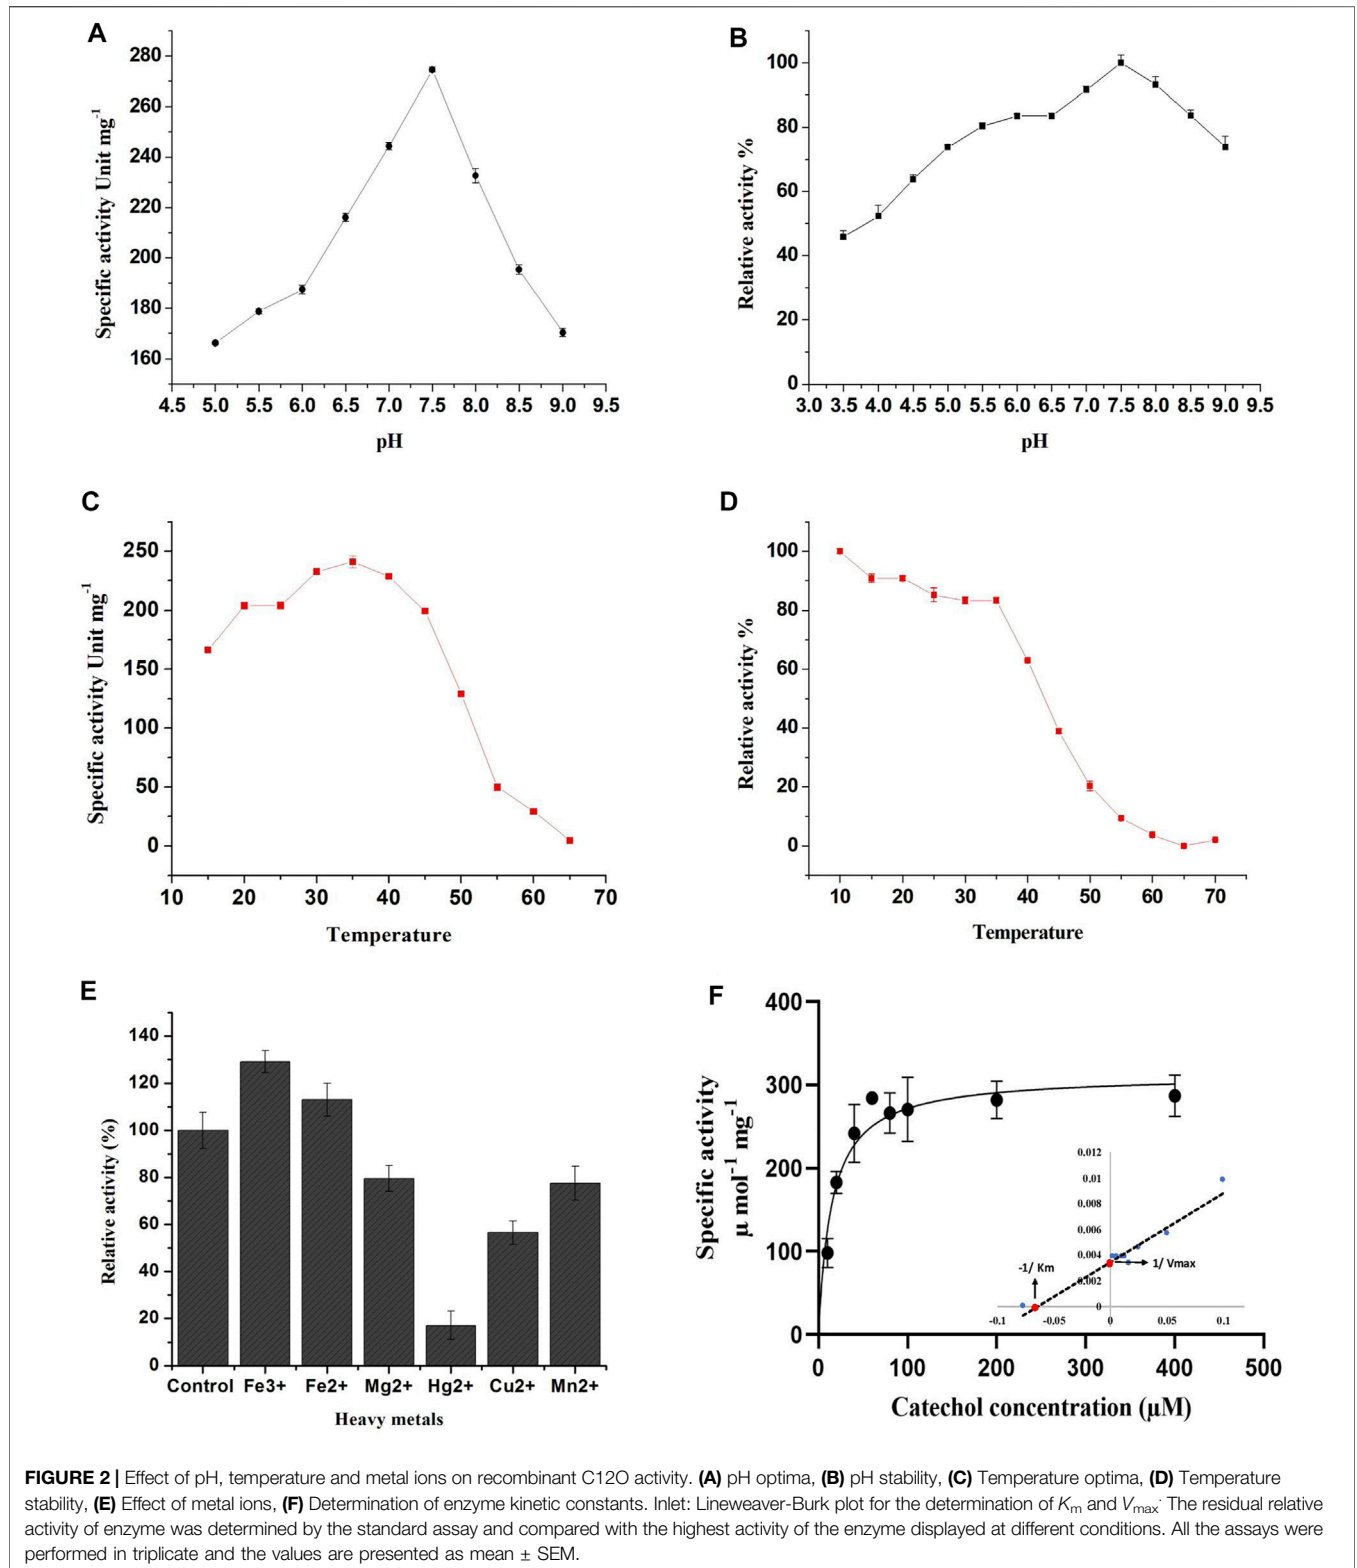 A
280
260
240
220
200
180
160
4.5 5.0 5.5 6.0 6.5 7.0 7.5 8.0 8.5 9.0 9.5
pH
Specific activity Unit mg-1
B
100
80
60
40
20
0
3.0 3.5 4.0 4.5 5.0 5.5 6.0 6.5 7.0 7.5 8.0 8.5 9.0 9.5
pH
Relative activity %
C
250
200
150
100
50
0
10 20 30 40 50 60 70
Temperature
Specific activity Unit mg-1
D
100
80
60
40
20
0
10 20 30 40 50 60 70
Temperature
Relative activity %
E
140
120
100
80
60
40
20
0
Control Fe3+ Fe2+ Mg2+ Hg2+ Cu2+ Mn2+
Heavy metals
Relative activity (%)
F
400
300
200
100
0
0 100 200 300 400 500
Catechol concentration (µM)
Specific activity
µ mol-1 mg-1
0.012
0.01
0.008
0.006
0.004
0.002
0
-0.1 -0.05 0 0.05 0.1
-1/ Km
1/ Vmax
FIGURE 2 | Effect of pH, temperature and metal ions on recombinant C12O activity. (A) pH optima, (B) pH stability, (C) Temperature optima, (D) Temperature
stability, (E) Effect of metal ions, (F) Determination of enzyme kinetic constants. Inlet: Lineweaver-Burk plot for the determination of Km and Vmax. The residual relative
activity of enzyme was determined by the standard assay and compared with the highest activity of the enzyme displayed at different conditions. All the assays were
performed in triplicate and the values are presented as mean ± SEM.